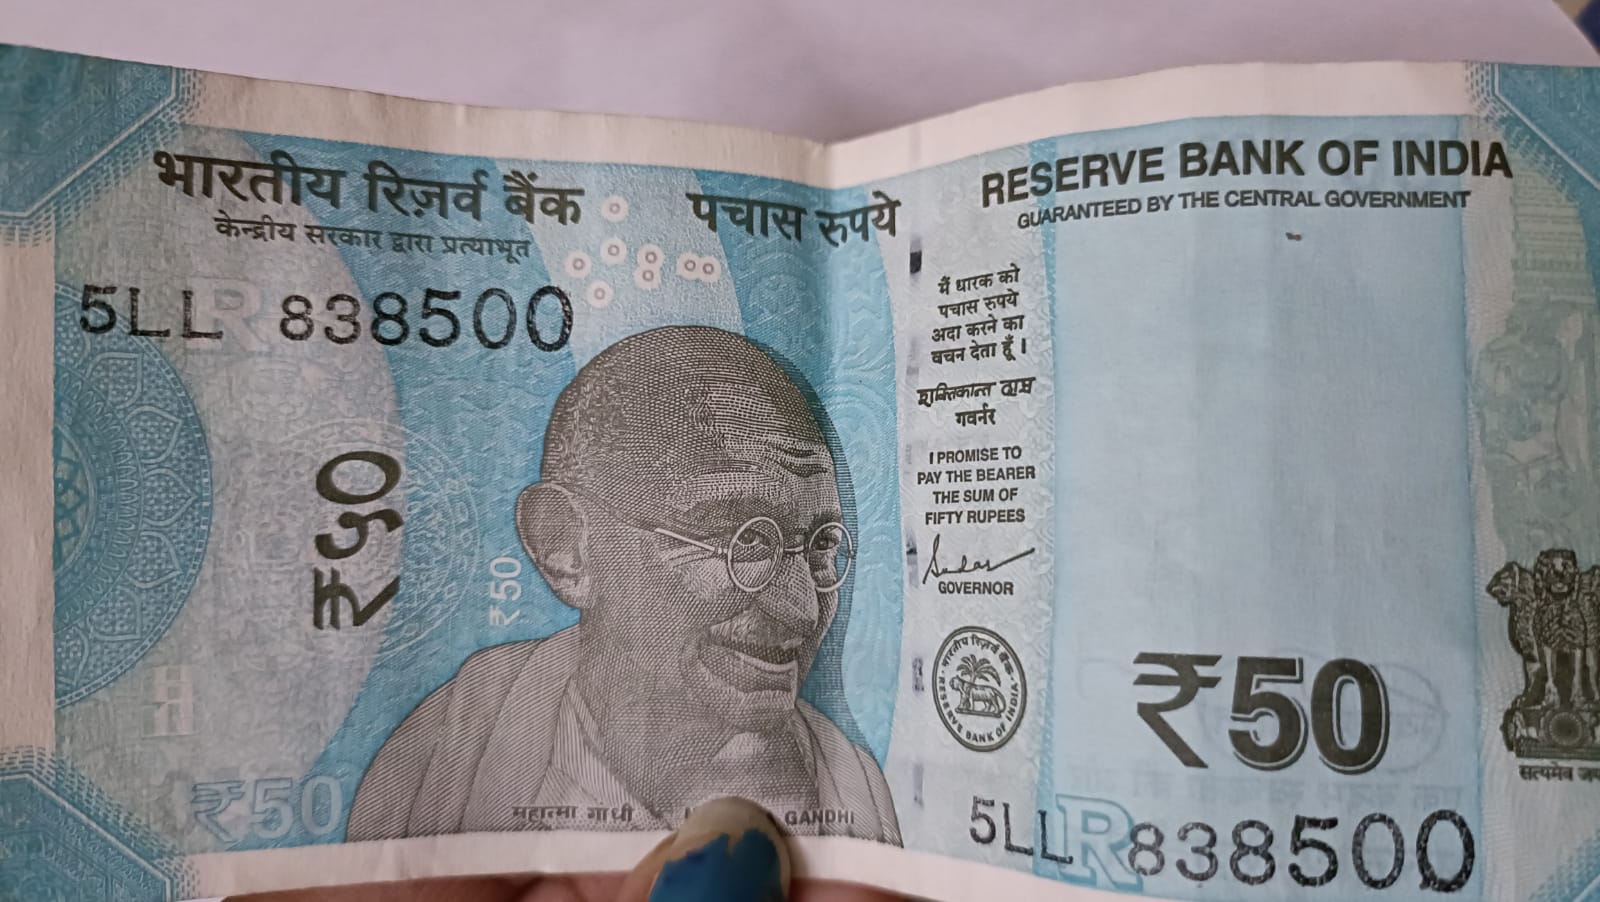 भारतीय रिज़र्व बैंक
केन्द्रीय सरकार द्वारा प्रत्याभूत
5LL 838500
पचास रुपये
₹५०
₹50
₹50
महात्मा गाधी
GANDHI
मैं धारक को
पचास रुपये
अदा करने का
वचन देता हूँ।
शक्तिकान्त दास
गवर्नर
I PROMISE TO
PAY THE BEARER
THE SUM OF
FIFTY RUPEES
GOVERNOR
भारतीय रिज़र्व बैंक
RESERVE BANK OF INDIA
RESERVE BANK OF INDIA
GUARANTEED BY THE CENTRAL GOVERNMENT
₹50
सत्यमेव
5LL 838500